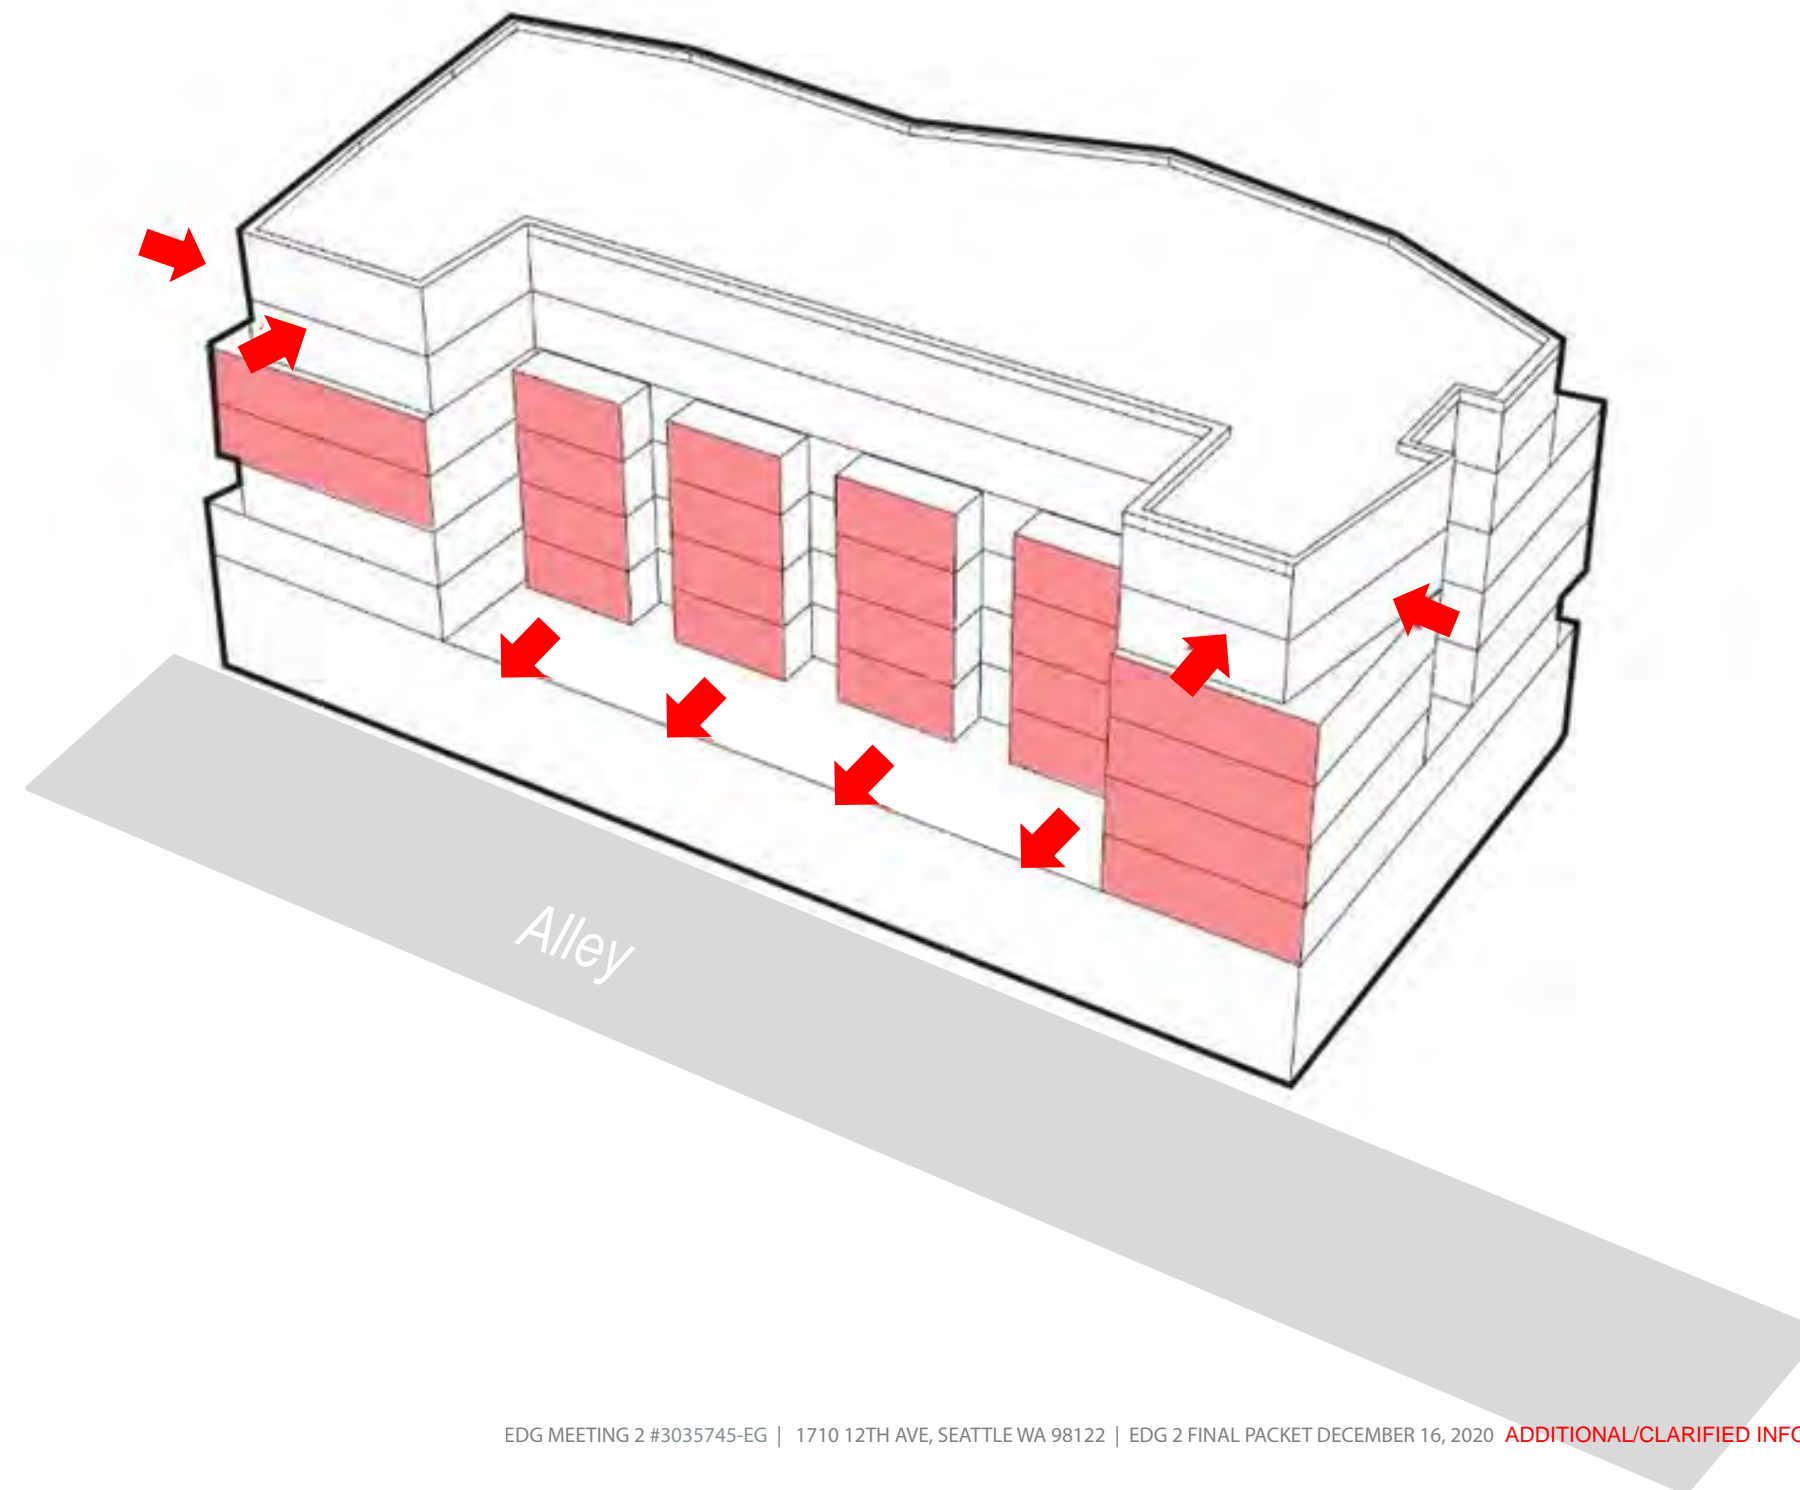 Alley
EDG MEETING 2 #3035745-EG | 1710 12TH AVE, SEATTLE WA 98122 | EDG 2 FINAL PACKET DECEMBER 16, 2020 ADDITIONAL/CLARIFIED INFO